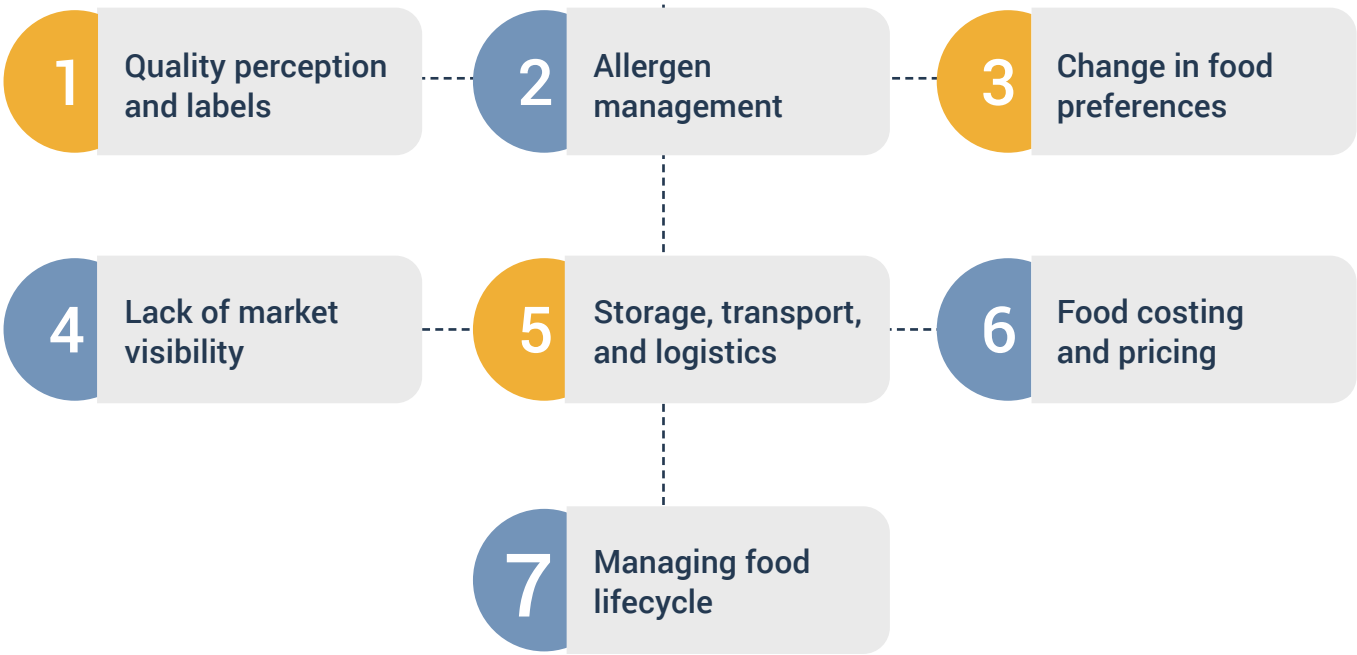 1
Quality perception
and labels
2
Allergen
management
3
Change in food
preferences
4
Lack of market
visibility
5
Storage, transport,
and logistics
6
Food costing
and pricing
7
Managing food
lifecycle